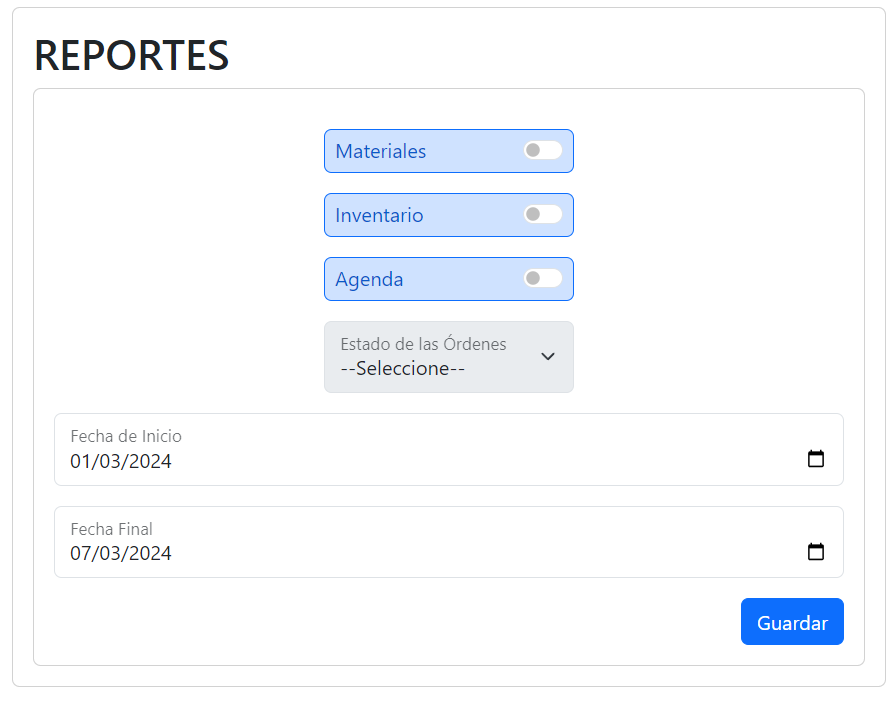 REPORTES
Materiales
Inventario
Agenda
Estado de las Órdenes
--Seleccione--
Fecha de Inicio
01/03/2024
Fecha Final
07/03/2024
Guardar